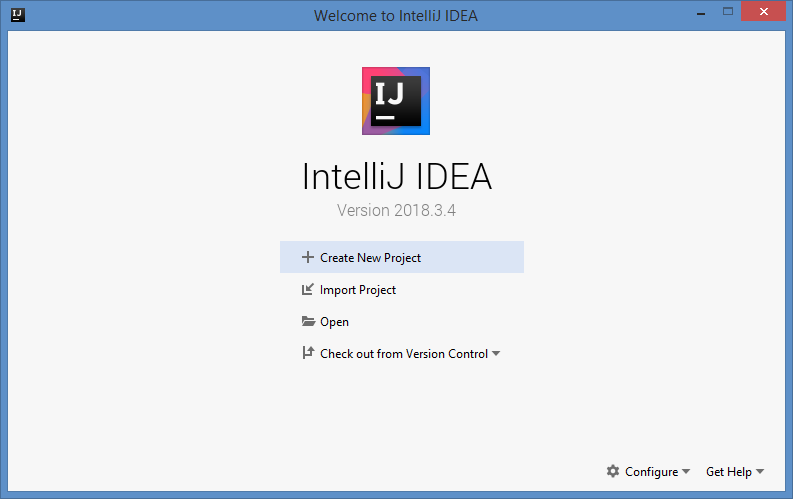 Welcome to IntelliJ IDEA
IJ
IntelliJ IDEA
Version 2018.3.4
Create New Project
Import Project
Open
Check out from Version Control
Configure Get Help